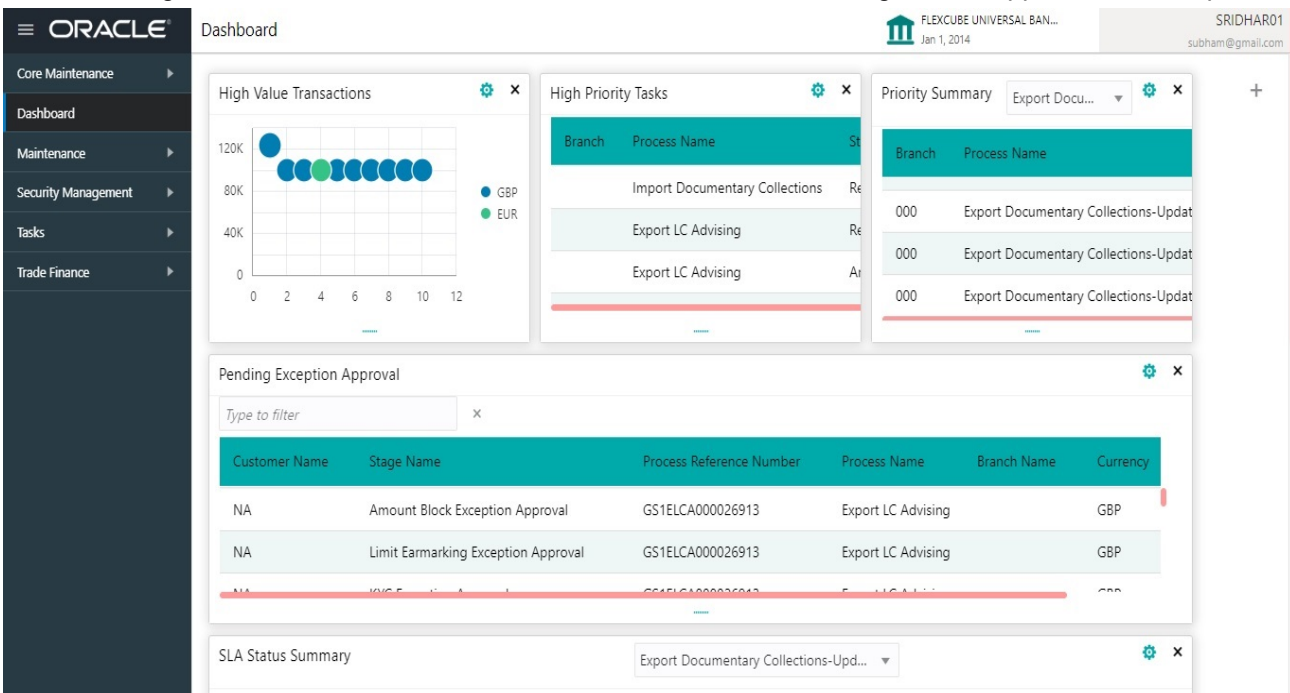 ORACLE
Dashboard
FLEXCUBE UNIVERSAL BAN...
Jan 1, 2014
SRIDHAR01
subham@gmail.com
Core Maintenance
Dashboard
Maintenance
Security Management
Tasks
Trade Finance
High Value Transactions
120K
80K
40K
0
0 2 4 6 8 10 12
GBP
EUR
High Priority Tasks
Branch Process Name St
Import Documentary Collections Re
Export LC Advising Re
Export LC Advising
Priority Summary Export Docu...
Branch Process Name
000 Export Documentary Collections-Updat
000 Export Documentary Collections-Updat
000 Export Documentary Collections-Updat
Pending Exception Approval
Type to filter
Customer Name Stage Name Process Reference Number Process Name Branch Name Currency
NA Amount Block Exception Approval GS1ELCA000026913 Export LC Advising GBP
NA Limit Earmarking Exception Approval GS1ELCA000026913 Export LC Advising GBP
SLA Status Summary Export Documentary Collections-Upd...